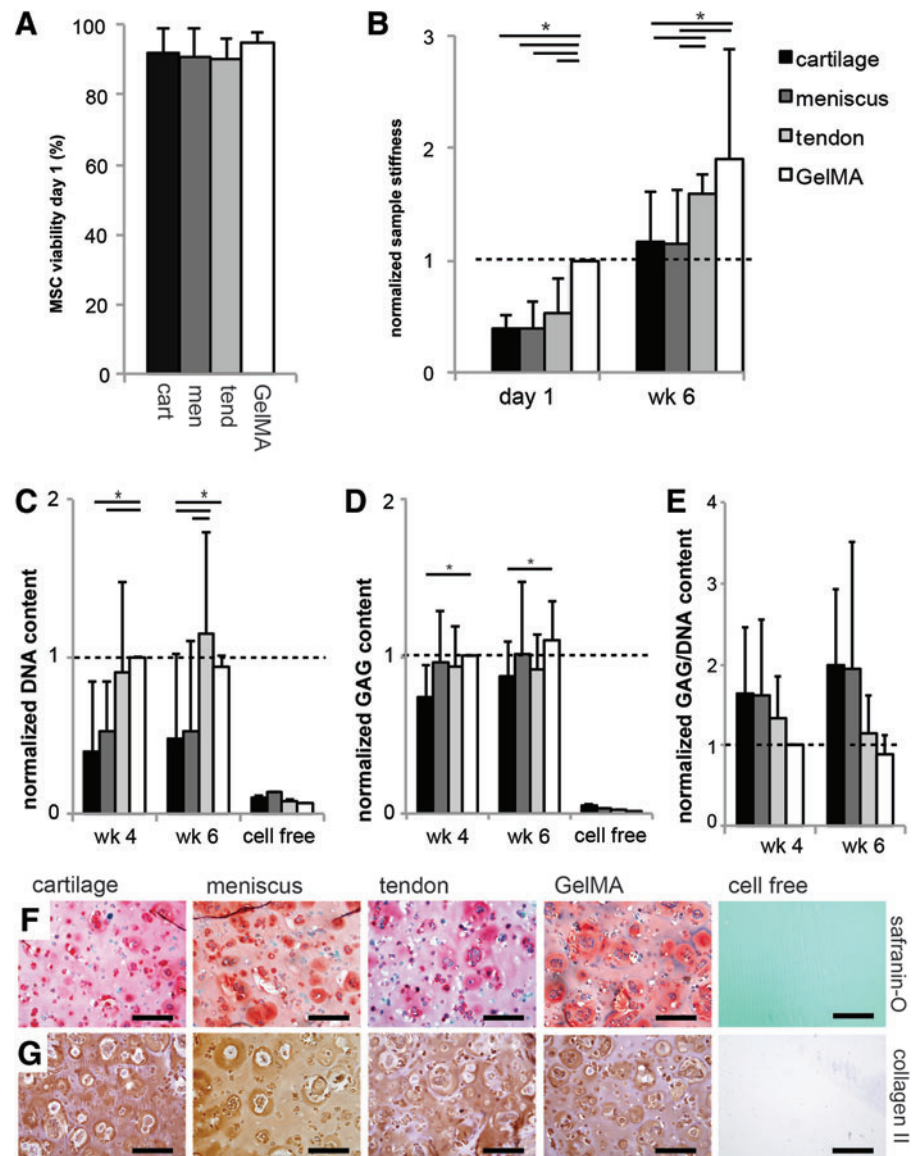 A
100
80
60
40
20
0
MSC viability day 1 (%)
cart
men
tend
GelMA
B
3
2
1
0
normalized sample stiffness
*
*
day 1
wk 6
cartilage
meniscus
tendon
GelMA
C
2
1
0
normalized DNA content
*
*
wk 4
wk 6
cell free
D
2
1
0
normalized GAG content
*
*
wk 4
wk 6
cell free
E
4
3
2
1
0
normalized GAG/DNA content
wk 4
wk 6
cartilage
meniscus
tendon
GelMA
cell free
F
safranin-O
G
collagen II